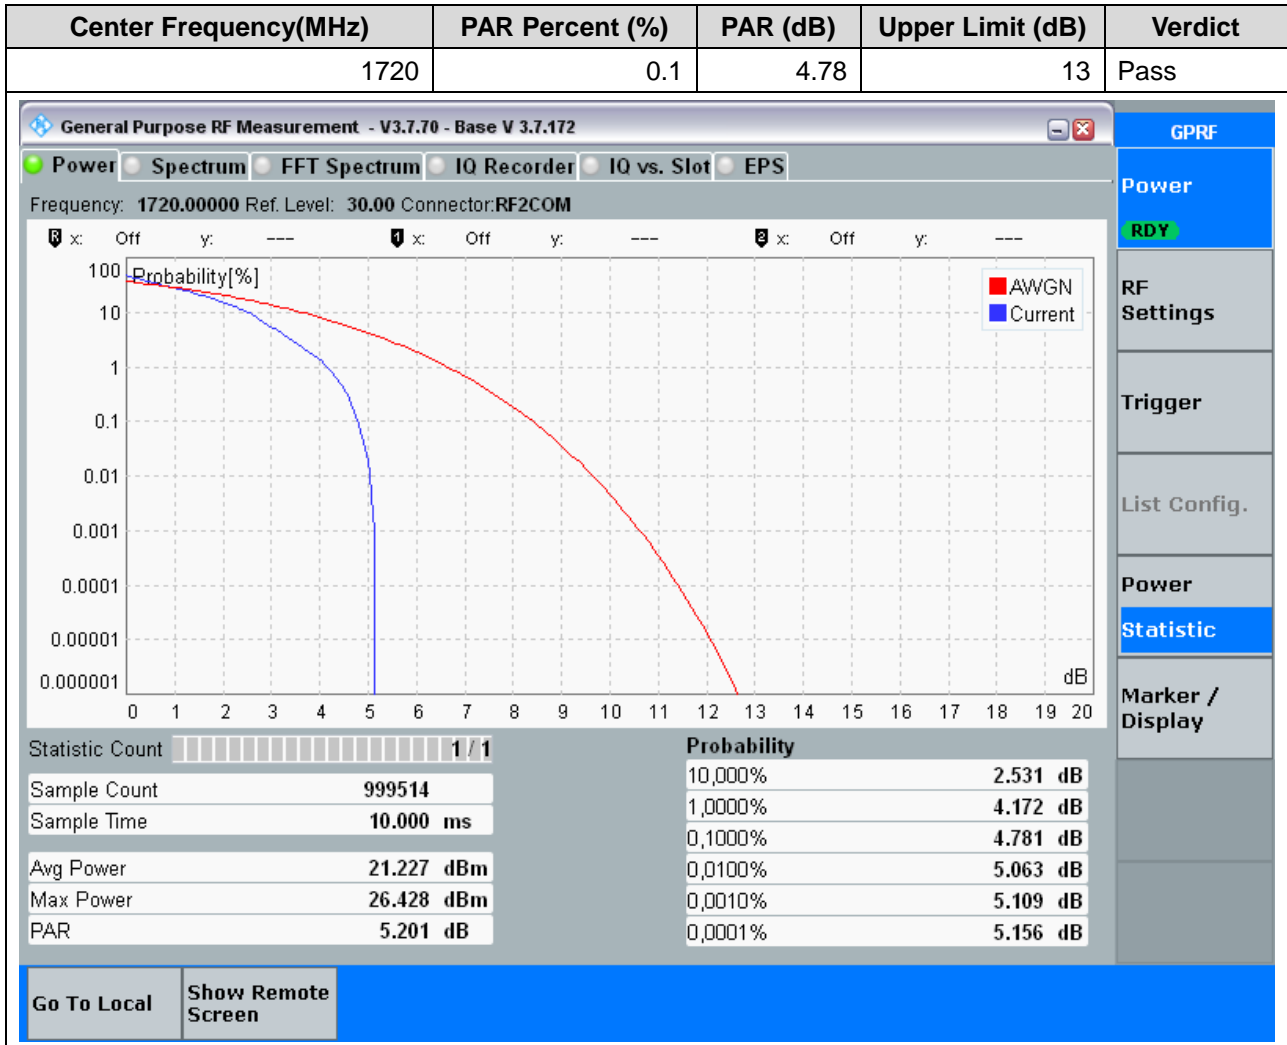 Center Frequency(MHz) PAR Percent (%) PAR (dB) Upper Limit (dB) Verdict
1720 0.1 4.78 13 Pass
General Purpose RF Measurement - V3.7.70 - Base V 3.7.172
GPRF
Power Spectrum FFT Spectrum IQ Recorder IQ vs. Slot EPS
Frequency: 1720.00000 Ref. Level: 30.00 Connector:RF2COM
R x: Off y: --- 1 x: Off y: --- 2 x: Off y: ---
Probability[%]
100
10
1
0.1
0.01
0.001
0.0001
0.00001
0.000001
AWGN
Current
dB
0 1 2 3 4 5 6 7 8 9 10 11 12 13 14 15 16 17 18 19 20
Statistic Count 1 / 1
Sample Count 999514
Sample Time 10.000 ms
Avg Power 21.227 dBm
Max Power 26.428 dBm
PAR 5.201 dB
Probability
10,000% 2.531 dB
1,0000% 4.172 dB
0,1000% 4.781 dB
0,0100% 5.063 dB
0,0010% 5.109 dB
0,0001% 5.156 dB
Power
RDY
RF
Settings
Trigger
List Config.
Power
Statistic
Marker /
Display
Go To Local
Show Remote
Screen